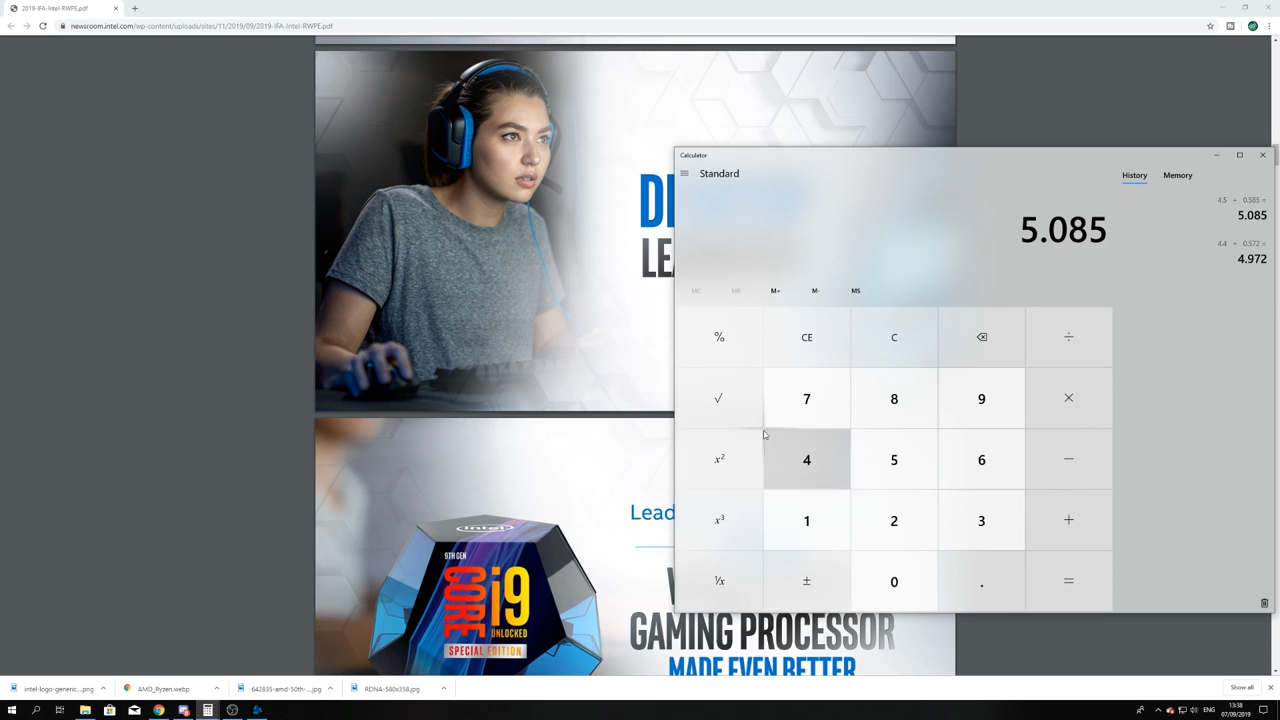 2019-IFA-Intel-RWPE.pdf
newsroom.intel.com/wp-content/uploads/sites/11/2019/09/2019-IFA-Intel-RWPE.pdf
DI
LEA
Calculator
Standard
History
Memory
4.5 + 0.585 =
5.085
5.085
4.4 + 0.572 =
4.972
MC MR M+ M- MS
% CE C ÷
√ 7 8 9 ×
x² 4 5 6 −
x³ 1 2 3 +
¹/x ± 0 . =
Lead
intel
9TH GEN
CORE i9
UNLOCKED
SPECIAL EDITION
GAMING PROCESSOR
MADE EVEN BETTER
intel-logo-generic....png
AMD_Ryzen.webp
642835-amd-50th-....jpg
RDNA-580x358.jpg
Show all
ENG
13:38
07/09/2019